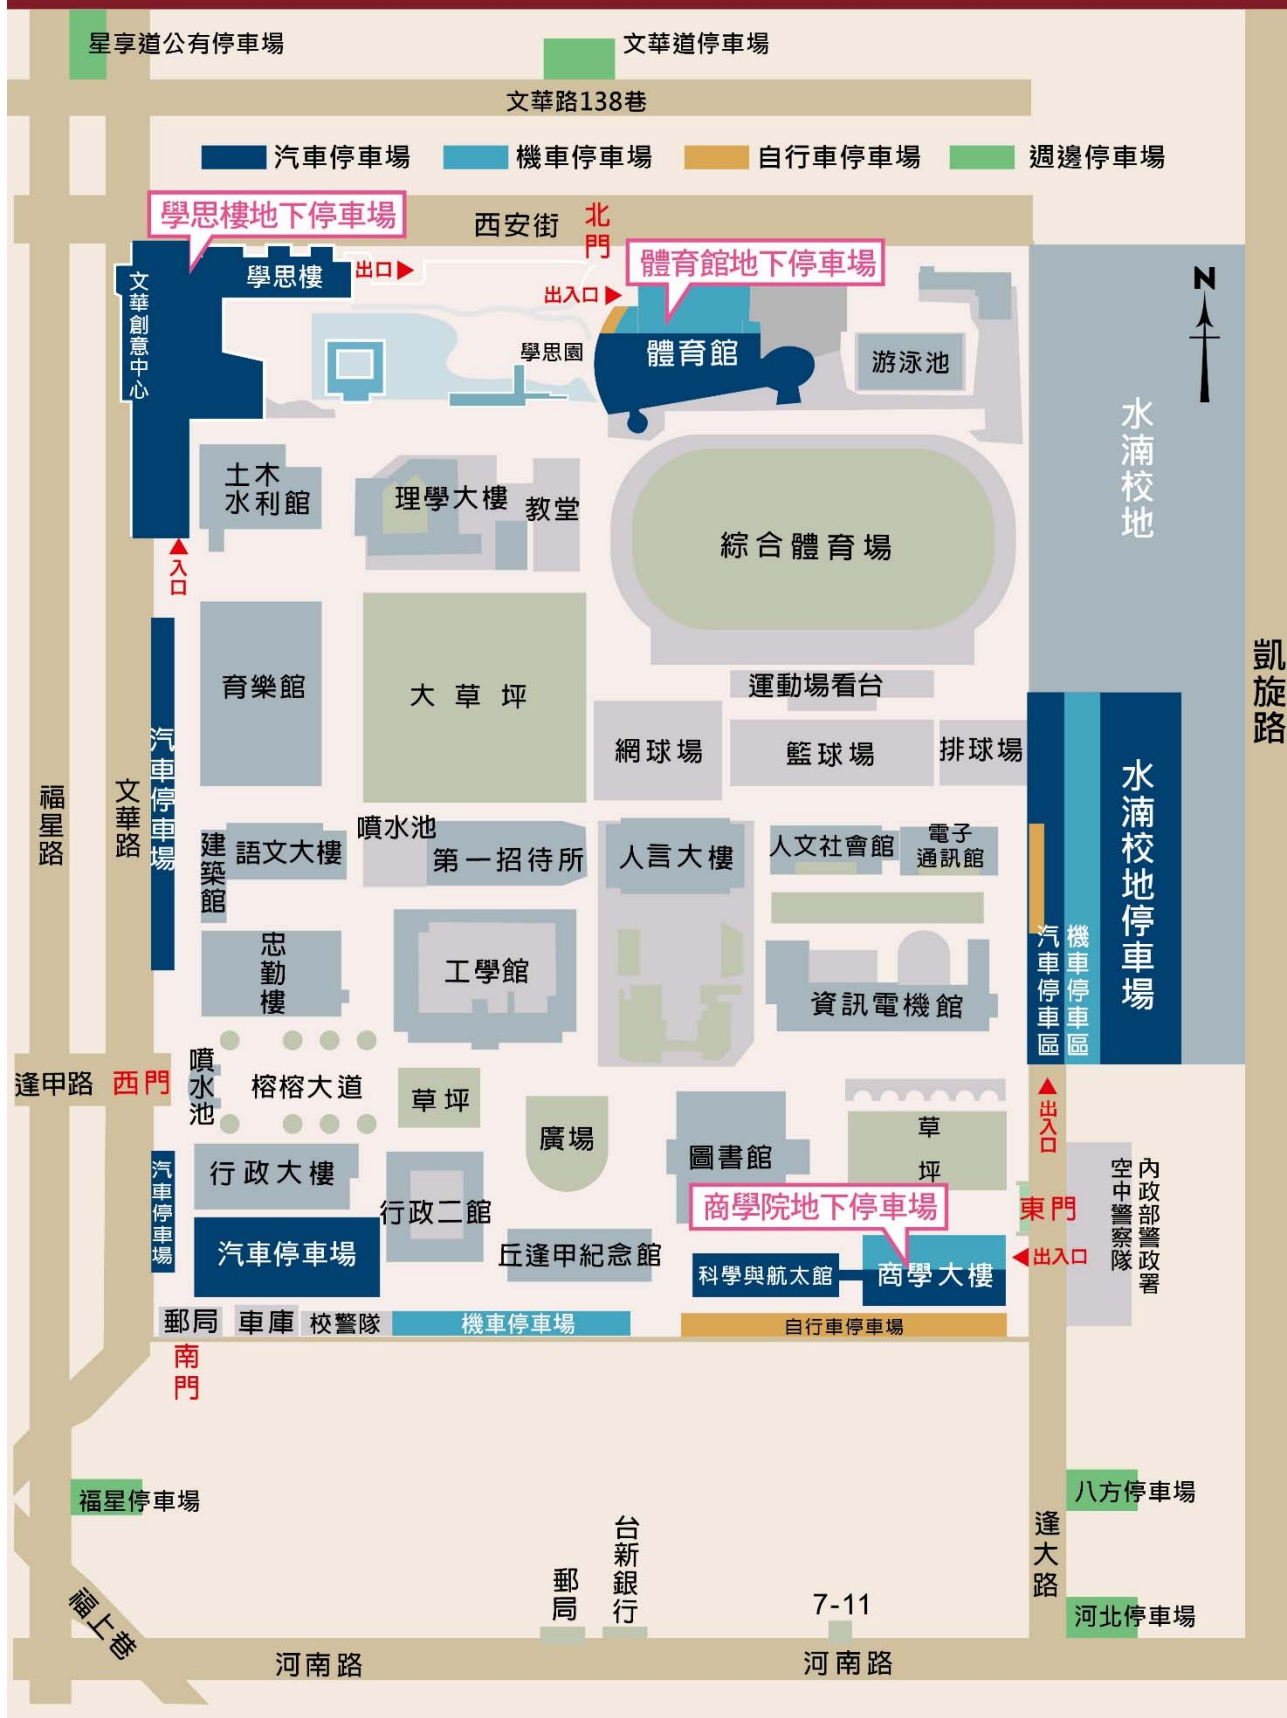 星享道公有停車場
文華道停車場
文華路138巷
汽車停車場
機車停車場
自行車停車場
週邊停車場
學思樓地下停車場
西安街
北門
體育館地下停車場
文華創意中心
學思樓
出口
出入口
N
學思園
體育館
游泳池
水湳校地
土木
水利館
理學大樓
教堂
綜合體育場
入口
凱旋路
育樂館
大草坪
運動場看台
網球場
籃球場
排球場
汽車停車場
福星路
文華路
水湳校地停車場
建築館
語文大樓
噴水池
第一招待所
人言大樓
人文社會館
電子
通訊館
忠勤樓
工學館
資訊電機館
汽車停車區
機車停車區
逢甲路
西門
噴水池
榕榕大道
草坪
廣場
圖書館
草坪
出入口
汽車停車場
行政大樓
行政二館
商學院地下停車場
東門
內政部警政署
空中警察隊
汽車停車場
丘逢甲紀念館
科學與航太館
商學大樓
出入口
郵局
車庫
校警隊
機車停車場
自行車停車場
南門
福星停車場
八方停車場
逢大路
台新銀行
郵局
7-11
河北停車場
福上巷
河南路
河南路